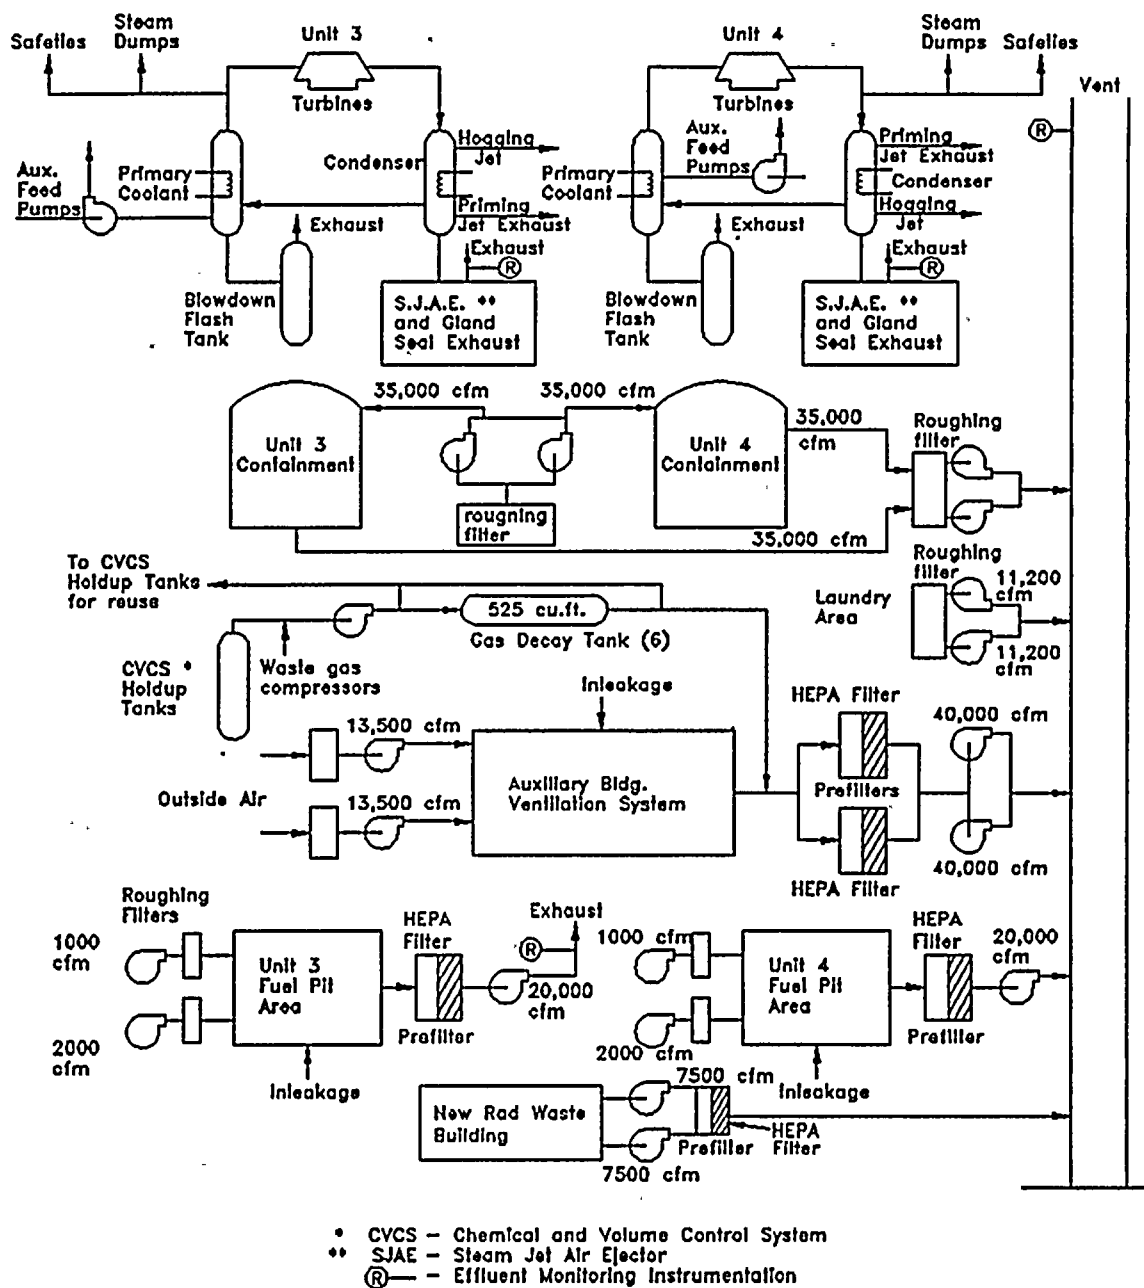 Safeties
Steam
Dumps
Unit 3
Turbines
Unit 4
Turbines
Steam
Dumps
Safeties
Vent
R
Aux.
Feed
Pumps
Primary
Coolant
Condenser
Hogging
Jet
Priming
Jet Exhaust
Exhaust
Exhaust
R
Blowdown
Flash
Tank
S.J.A.E. **
and Gland
Seal Exhaust
Primary
Coolant
Aux.
Feed
Pumps
Priming
Jet Exhaust
Condenser
Hogging
Jet
Exhaust
Exhaust
R
Blowdown
Flash
Tank
S.J.A.E. **
and Gland
Seal Exhaust
35,000 cfm
35,000 cfm
Unit 3
Containment
rougning
filter
Unit 4
Containment
35,000
cfm
Roughing
filter
35,000 cfm
To CVCS
Holdup Tanks
for reuse
525 cu.ft.
Gas Decay Tank (6)
CVCS *
Holdup
Tanks
Waste gas
compressors
Laundry
Area
Roughing
filter
11,200
cfm
11,200
cfm
Inleakage
13,500 cfm
Outside Air
13,500 cfm
Auxiliary Bldg.
Ventilation System
HEPA Filter
Prefilters
HEPA Filter
40,000 cfm
40,000 cfm
Roughing
Filters
1000
cfm
2000
cfm
Unit 3
Fuel Pit
Area
Inleakage
HEPA
Filter
Prefilter
Exhaust
R
20,000
cfm
1000 cfm
2000 cfm
Unit 4
Fuel Pit
Area
Inleakage
HEPA
Filter
Prefilter
20,000
cfm
New Rad Waste
Building
7500 cfm
7500 cfm
Prefilter
HEPA
Filter
* CVCS – Chemical and Volume Control System
** SJAE – Steam Jet Air Ejector
R – Effluent Monitoring Instrumentation